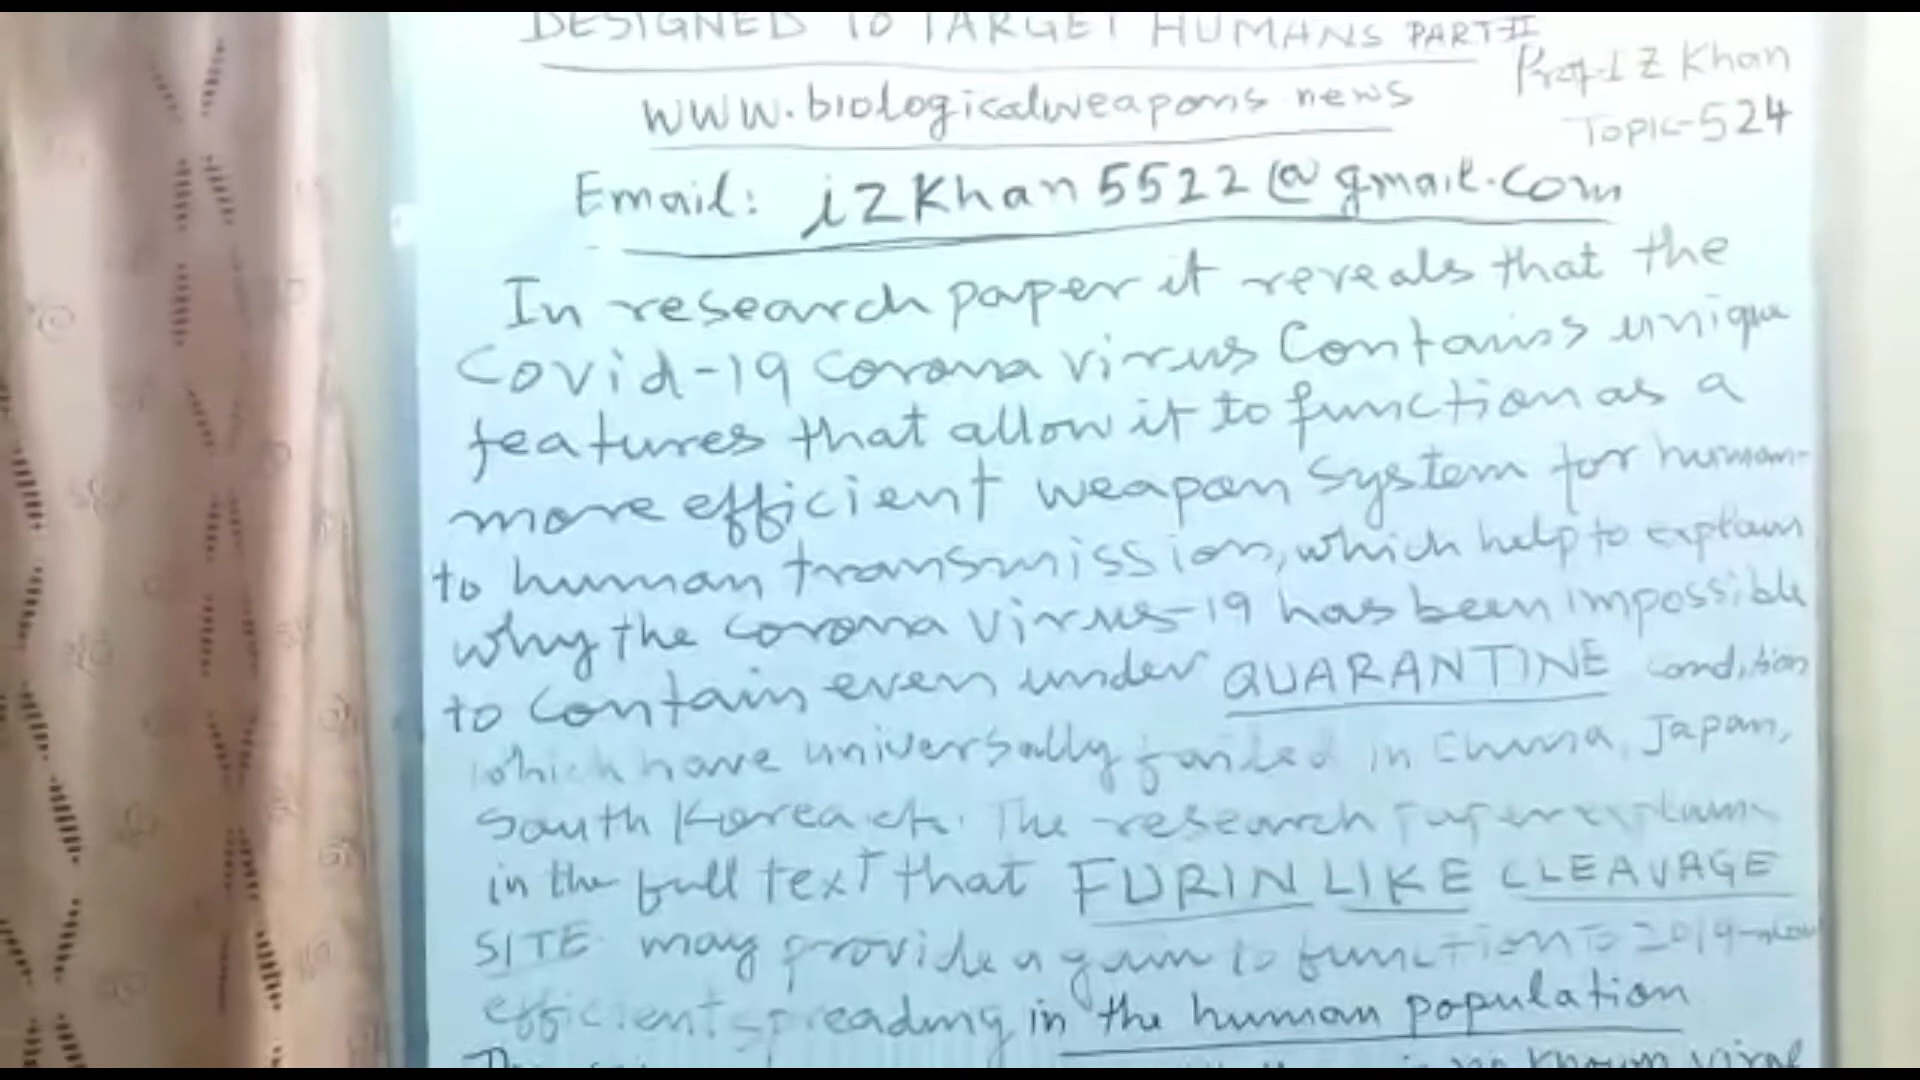 DESIGNED TO TARGET HUMANS PART-II
Prof-I Z Khan
www.biologicalweapons news
Topic-524
Email: iZKhan5522@gmail.com
In research paper it reveals that the
Covid-19 corona virus Contains unique
features that allow it to function as a
more efficient weapon system for human-
to human transmission, which help to explain
why the corona virus-19 has been impossible
to contain even under QUARANTINE condition
which have universally failed in China, Japan,
South Korea etc. The research paper explains
in the full text that FURIN LIKE CLEAVAGE
SITE may provide a gain to function to 2019-ncov
efficient spreading in the human population
known viral